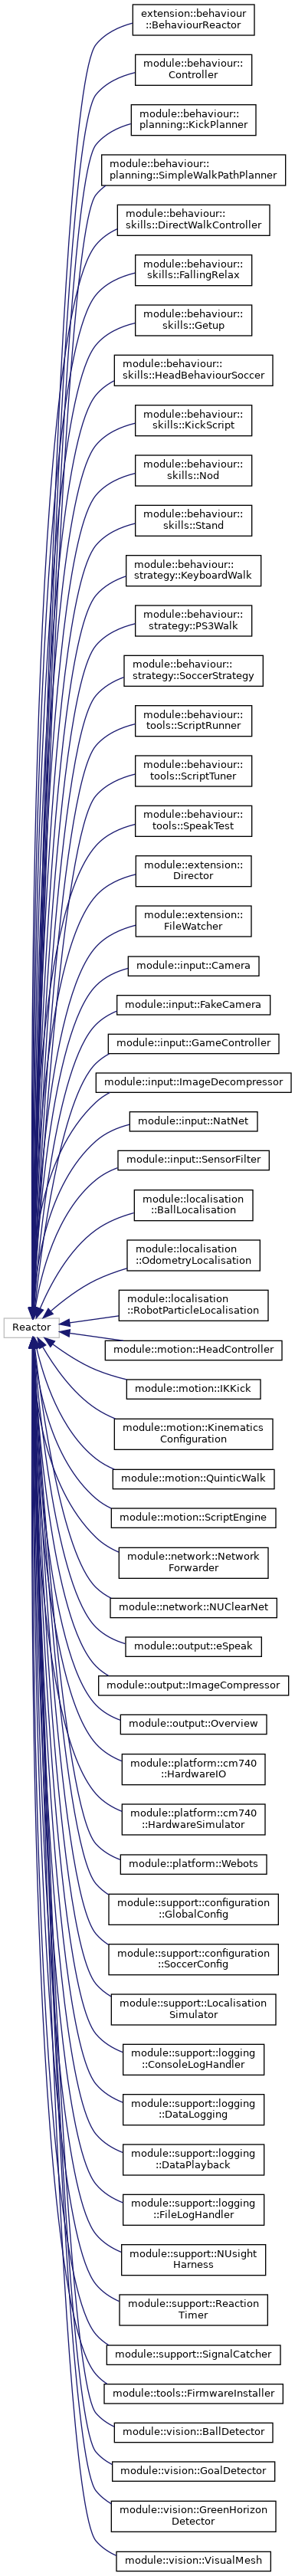 extension::behaviour
::BehaviourReactor
module::behaviour::
Controller
module::behaviour::
planning::KickPlanner
module::behaviour::
planning::SimpleWalkPathPlanner
module::behaviour::
skills::DirectWalkController
module::behaviour::
skills::FallingRelax
module::behaviour::
skills::Getup
module::behaviour::
skills::HeadBehaviourSoccer
module::behaviour::
skills::KickScript
module::behaviour::
skills::Nod
module::behaviour::
skills::Stand
module::behaviour::
strategy::KeyboardWalk
module::behaviour::
strategy::PS3Walk
module::behaviour::
strategy::SoccerStrategy
module::behaviour::
tools::ScriptRunner
module::behaviour::
tools::ScriptTuner
module::behaviour::
tools::SpeakTest
module::extension::
Director
module::extension::
FileWatcher
module::input::Camera
module::input::FakeCamera
module::input::GameController
module::input::ImageDecompressor
module::input::NatNet
module::input::SensorFilter
module::localisation
::BallLocalisation
module::localisation
::OdometryLocalisation
module::localisation
::RobotParticleLocalisation
Reactor
module::motion::HeadController
module::motion::IKKick
module::motion::Kinematics
Configuration
module::motion::QuinticWalk
module::motion::ScriptEngine
module::network::Network
Forwarder
module::network::NUClearNet
module::output::eSpeak
module::output::ImageCompressor
module::output::Overview
module::platform::cm740
::HardwareIO
module::platform::cm740
::HardwareSimulator
module::platform::Webots
module::support::configuration
::GlobalConfig
module::support::configuration
::SoccerConfig
module::support::Localisation
Simulator
module::support::logging
::ConsoleLogHandler
module::support::logging
::DataLogging
module::support::logging
::DataPlayback
module::support::logging
::FileLogHandler
module::support::NUsight
Harness
module::support::Reaction
Timer
module::support::SignalCatcher
module::tools::FirmwareInstaller
module::vision::BallDetector
module::vision::GoalDetector
module::vision::GreenHorizon
Detector
module::vision::VisualMesh